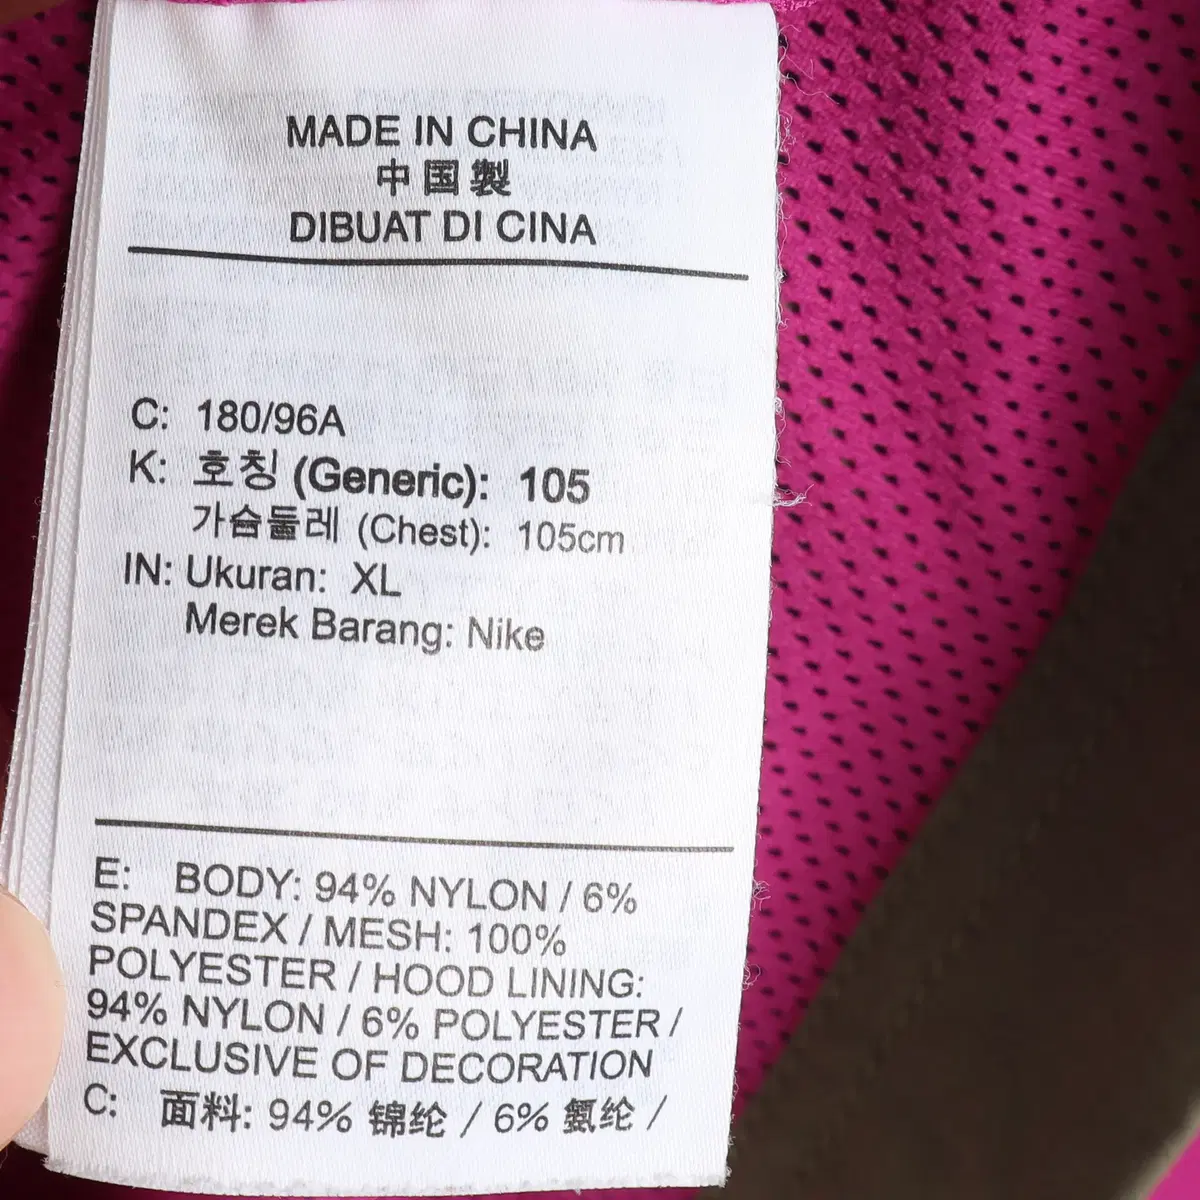 MADE IN CHINA
中国製
DIBUAT DI CINA
C: 180/96A
K: 호칭 (Generic): 105
가슴둘레 (Chest): 105cm
IN: Ukuran: XL
Merek Barang: Nike
E: BODY: 94% NYLON / 6%
SPANDEX / MESH: 100%
POLYESTER / HOOD LINING:
94% NYLON / 6% POLYESTER /
EXCLUSIVE OF DECORATION
C: 面料: 94% 锦纶 / 6% 氨纶 /